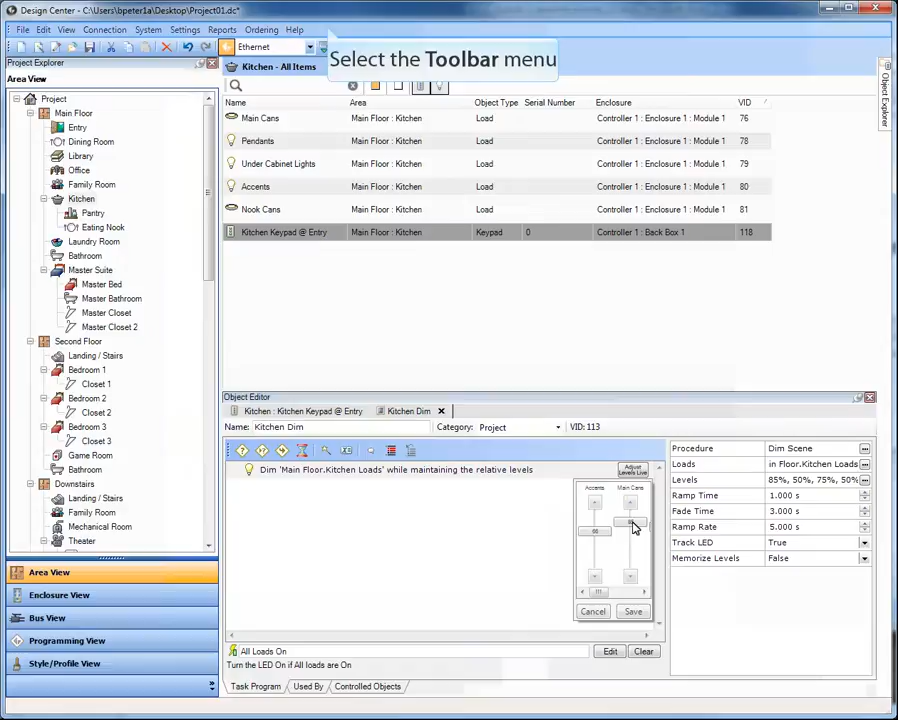 Design Center - C:\Users\bpeter1a\Desktop\Project01.dc*
File Edit View Connection System Settings Reports Ordering Help
Ethernet
Select the Toolbar menu
Project Explorer
Area View
Project
Main Floor
Entry
Dining Room
Library
Office
Family Room
Kitchen
Pantry
Eating Nook
Laundry Room
Bathroom
Master Suite
Master Bed
Master Bathroom
Master Closet
Master Closet 2
Second Floor
Landing / Stairs
Bedroom 1
Closet 1
Bedroom 2
Closet 2
Bedroom 3
Closet 3
Game Room
Bathroom
Downstairs
Landing / Stairs
Family Room
Mechanical Room
Theater
Area View
Enclosure View
Bus View
Programming View
Style/Profile View
Kitchen - All Items
Name Area Object Type Serial Number Enclosure VID
Main Cans Main Floor : Kitchen Load Controller 1 : Enclosure 1 : Module 1 76
Pendants Main Floor : Kitchen Load Controller 1 : Enclosure 1 : Module 1 78
Under Cabinet Lights Main Floor : Kitchen Load Controller 1 : Enclosure 1 : Module 1 79
Accents Main Floor : Kitchen Load Controller 1 : Enclosure 1 : Module 1 80
Nook Cans Main Floor : Kitchen Load Controller 1 : Enclosure 1 : Module 1 81
Kitchen Keypad @ Entry Main Floor : Kitchen Keypad 0 Controller 1 : Back Box 1 118
Object Explorer
Object Editor
Kitchen : Kitchen Keypad @ Entry Kitchen Dim
Name: Kitchen Dim Category: Project VID: 113
Dim 'Main Floor.Kitchen Loads' while maintaining the relative levels
Adjust
Levels Live
Accents Main Cans
66
Cancel Save
All Loads On Edit Clear
Turn the LED On if All loads are On
Task Program Used By Controlled Objects
Procedure Dim Scene
Loads in Floor.Kitchen Loads
Levels 85%, 50%, 75%, 50%
Ramp Time 1.000 s
Fade Time 3.000 s
Ramp Rate 5.000 s
Track LED True
Memorize Levels False